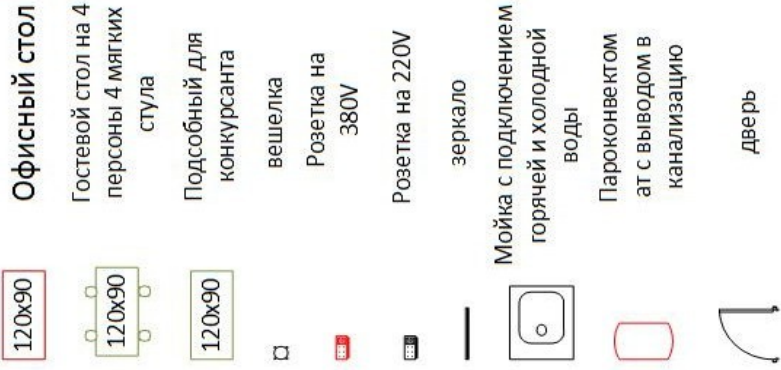 120x90
Офисный стол
120x90
Гостевой стол на 4
персоны 4 мягких
стула
120x90
Подсобный для
конкурсанта
вешелка
Розетка на
380V
Розетка на 220V
зеркало
Мойка с подключением
горячей и холодной
воды
Пароконвектом
ат с выводом в
канализацию
дверь